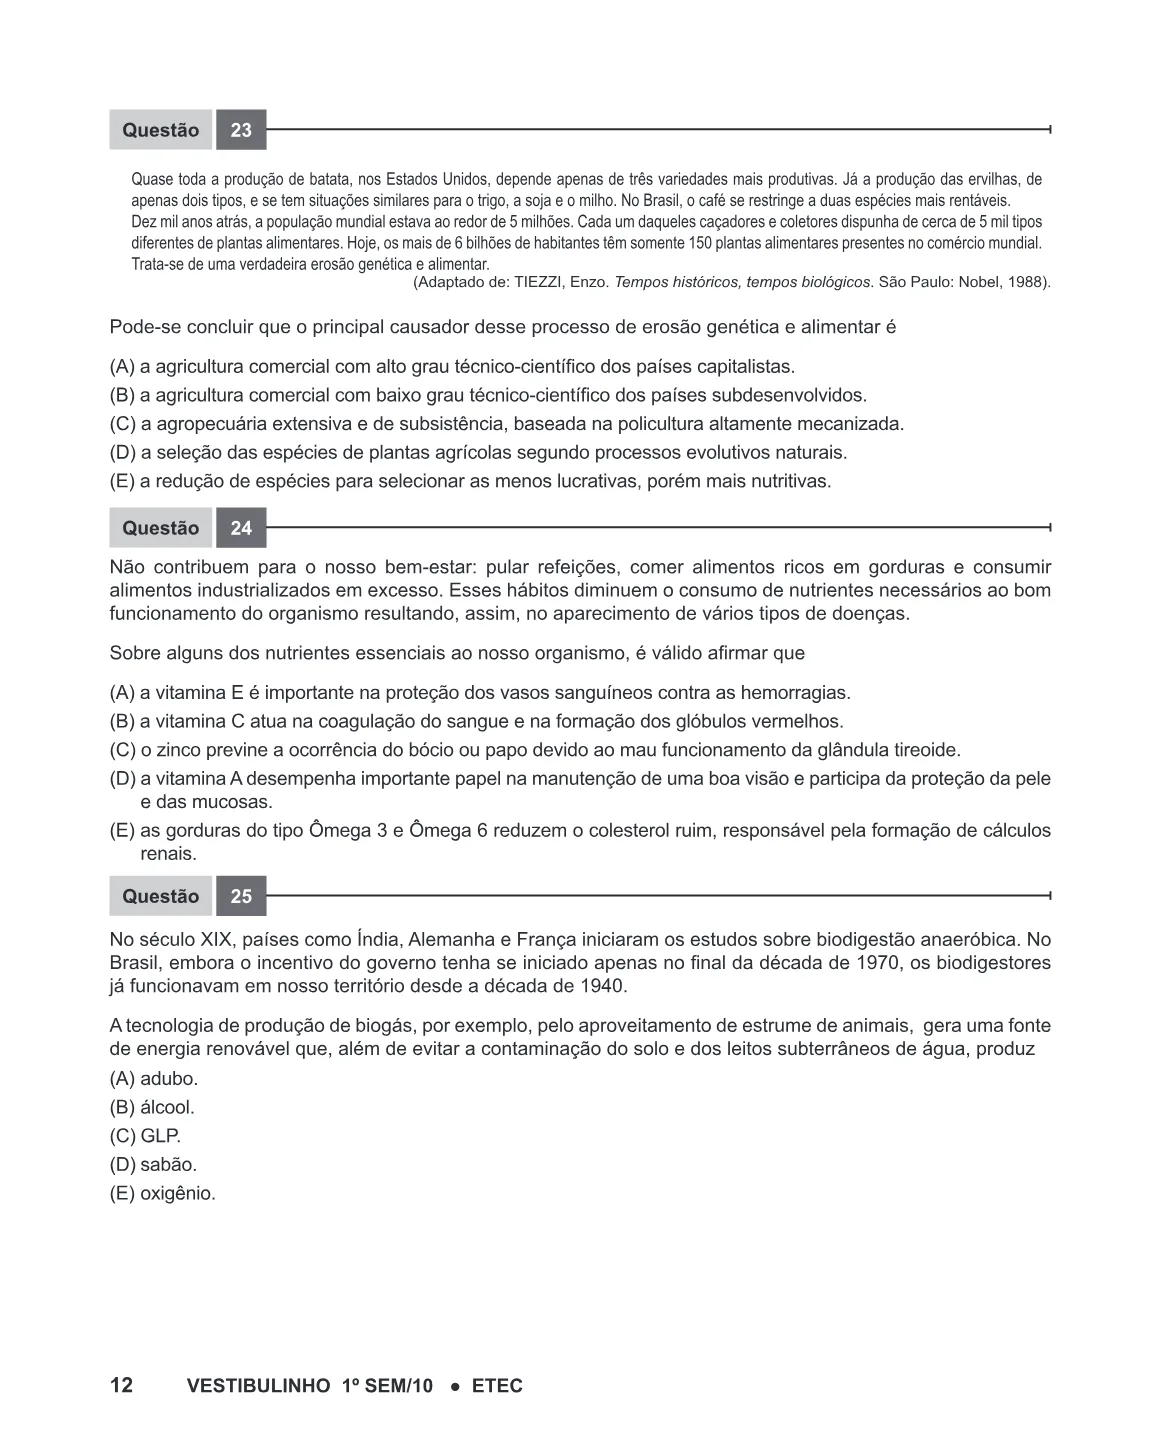 Questão 23
Quase toda a produção de batata, nos Estados Unidos, depende apenas de três variedades mais produtivas. Já a produção das ervilhas, de
apenas dois tipos, e se tem situações similares para o trigo, a soja e o milho. No Brasil, o café se restringe a duas espécies mais rentáveis.
Dez mil anos atrás, a população mundial estava ao redor de 5 milhões. Cada um daqueles caçadores e coletores dispunha de cerca de 5 mil tipos
diferentes de plantas alimentares. Hoje, os mais de 6 bilhões de habitantes têm somente 150 plantas alimentares presentes no comércio mundial.
Trata-se de uma verdadeira erosão genética e alimentar.
(Adaptado de: TIEZZI, Enzo. Tempos históricos, tempos biológicos. São Paulo: Nobel, 1988).
Pode-se concluir que o principal causador desse processo de erosão genética e alimentar é
(A) a agricultura comercial com alto grau técnico-científico dos países capitalistas.
(B) a agricultura comercial com baixo grau técnico-científico dos países subdesenvolvidos.
(C) a agropecuária extensiva e de subsistência, baseada na policultura altamente mecanizada.
(D) a seleção das espécies de plantas agrícolas segundo processos evolutivos naturais.
(E) a redução de espécies para selecionar as menos lucrativas, porém mais nutritivas.
Questão 24
Não contribuem para o nosso bem-estar: pular refeições, comer alimentos ricos em gorduras e consumir
alimentos industrializados em excesso. Esses hábitos diminuem o consumo de nutrientes necessários ao bom
funcionamento do organismo resultando, assim, no aparecimento de vários tipos de doenças.
Sobre alguns dos nutrientes essenciais ao nosso organismo, é válido afirmar que
(A) a vitamina E é importante na proteção dos vasos sanguíneos contra as hemorragias.
(B) a vitamina C atua na coagulação do sangue e na formação dos glóbulos vermelhos.
(C) o zinco previne a ocorrência do bócio ou papo devido ao mau funcionamento da glândula tireoide.
(D) a vitamina A desempenha importante papel na manutenção de uma boa visão e participa da proteção da pele
e das mucosas.
(E) as gorduras do tipo Ômega 3 e Ômega 6 reduzem o colesterol ruim, responsável pela formação de cálculos
renais.
Questão 25
No século XIX, países como Índia, Alemanha e França iniciaram os estudos sobre biodigestão anaeróbica. No
Brasil, embora o incentivo do governo tenha se iniciado apenas no final da década de 1970, os biodigestores
já funcionavam em nosso território desde a década de 1940.
A tecnologia de produção de biogás, por exemplo, pelo aproveitamento de estrume de animais, gera uma fonte
de energia renovável que, além de evitar a contaminação do solo e dos leitos subterrâneos de água, produz
(A) adubo.
(B) álcool.
(C) GLP.
(D) sabão.
(E) oxigênio.
12 VESTIBULINHO 1º SEM/10 ● ETEC